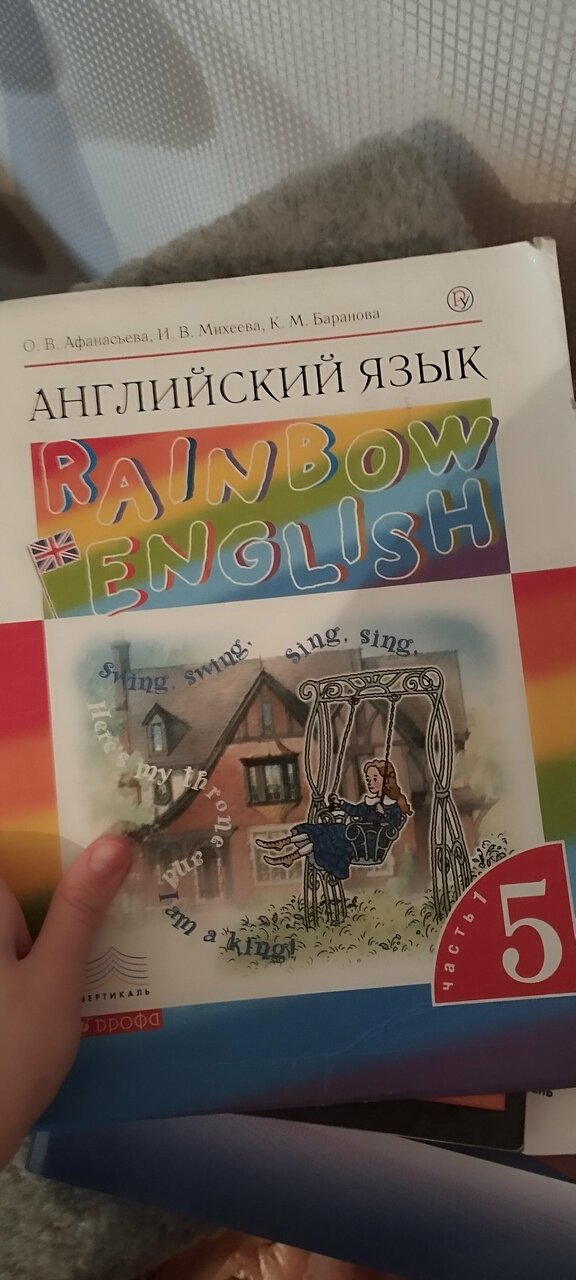 О. В. Афанасьева, И. В. Михеева, К. М. Баранова
АНГЛИЙСКИЙ ЯЗЫК
RAINBOW
ENGLISH
Swing, swing,
Sing, sing,
Here's my throne
and
I am a king!
часть 1
5
ВЕРТИКАЛЬ
дрофа